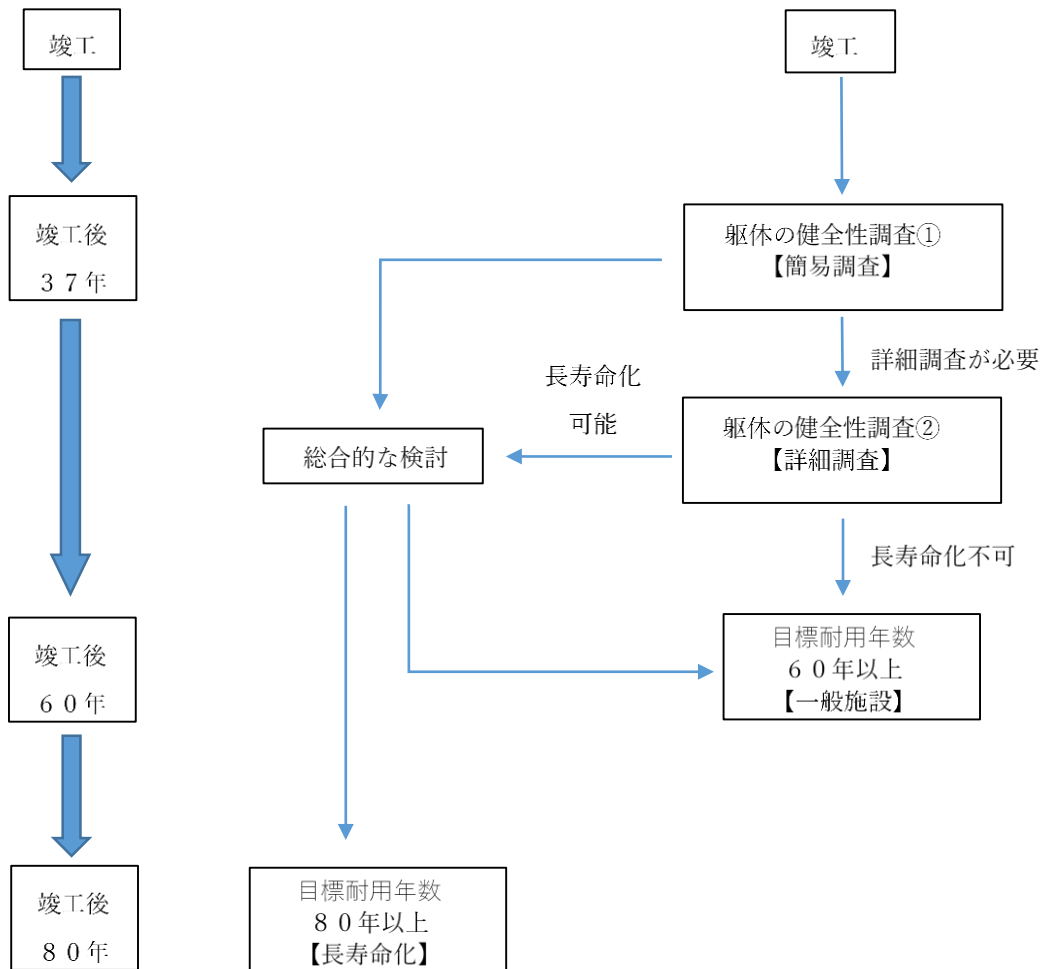 竣工
竣工後
３７年
竣工後
６０年
竣工後
８０年
竣工
躯体の健全性調査①
【簡易調査】
詳細調査が必要
躯体の健全性調査②
【詳細調査】
長寿命化
可能
総合的な検討
長寿命化不可
目標耐用年数
６０年以上
【一般施設】
目標耐用年数
８０年以上
【長寿命化】